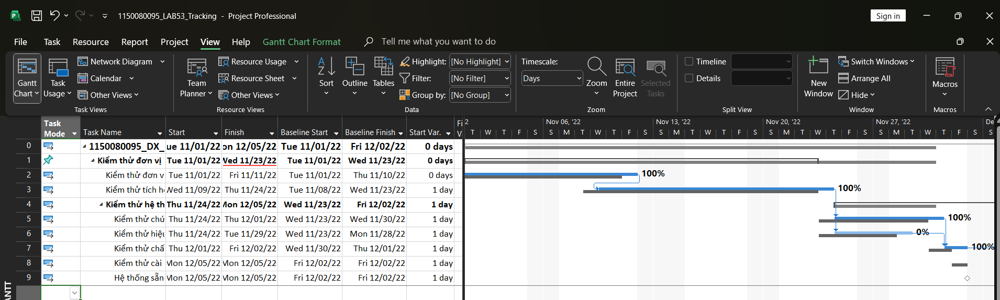 1150080095_LAB53_Tracking - Project Professional
Sign in
File Task Resource Report Project View Help Gantt Chart Format Tell me what you want to do
Gantt Chart
Task Usage
Network Diagram
Calendar
Other Views
Task Views
Team Planner
Resource Usage
Resource Sheet
Other Views
Resource Views
Sort
Outline
Tables
Highlight: [No Highlight]
Filter: [No Filter]
Group by: [No Group]
Data
Timescale:
Days
Zoom
Entire Project
Selected Tasks
Zoom
Timeline
Details
Split View
New Window
Switch Windows
Arrange All
Hide
Window
Macros
Macros
Task Mode Task Name Start Finish Baseline Start Baseline Finish Start Var. Fi V
2 Nov 06, '22 Nov 13, '22 Nov 20, '22 Nov 27, '22 De
T W T F S S M T W T F S S M T W T F S S M T W T F S S M T W T F S S
0 1150080095_DX_ ue 11/01/22 on 12/05/22 Tue 11/01/22 Fri 12/02/22 0 days
1 Kiểm thử đơn vị Tue 11/01/22 Wed 11/23/22 Tue 11/01/22 Wed 11/23/22 0 days
2 Kiểm thử đơn v Tue 11/01/22 Fri 11/11/22 Tue 11/01/22 Thu 11/10/22 0 days 100%
3 Kiểm thử tích h Wed 11/09/22 Thu 11/24/22 Tue 11/08/22 Wed 11/23/22 1 day 100%
4 Kiểm thử hệ th Thu 11/24/22 Mon 12/05/22 Wed 11/23/22 Fri 12/02/22 1 day
5 Kiểm thử chứ Thu 11/24/22 Thu 12/01/22 Wed 11/23/22 Wed 11/30/22 1 day 100%
6 Kiểm thử hiệu Thu 11/24/22 Tue 11/29/22 Wed 11/23/22 Mon 11/28/22 1 day 0%
7 Kiểm thử chấ Thu 12/01/22 Fri 12/02/22 Wed 11/30/22 Thu 12/01/22 1 day 100%
8 Kiểm thử cài Mon 12/05/22 Mon 12/05/22 Fri 12/02/22 Fri 12/02/22 1 day
9 Hệ thống sẵn Mon 12/05/22 Mon 12/05/22 Fri 12/02/22 Fri 12/02/22 1 day
ANTT